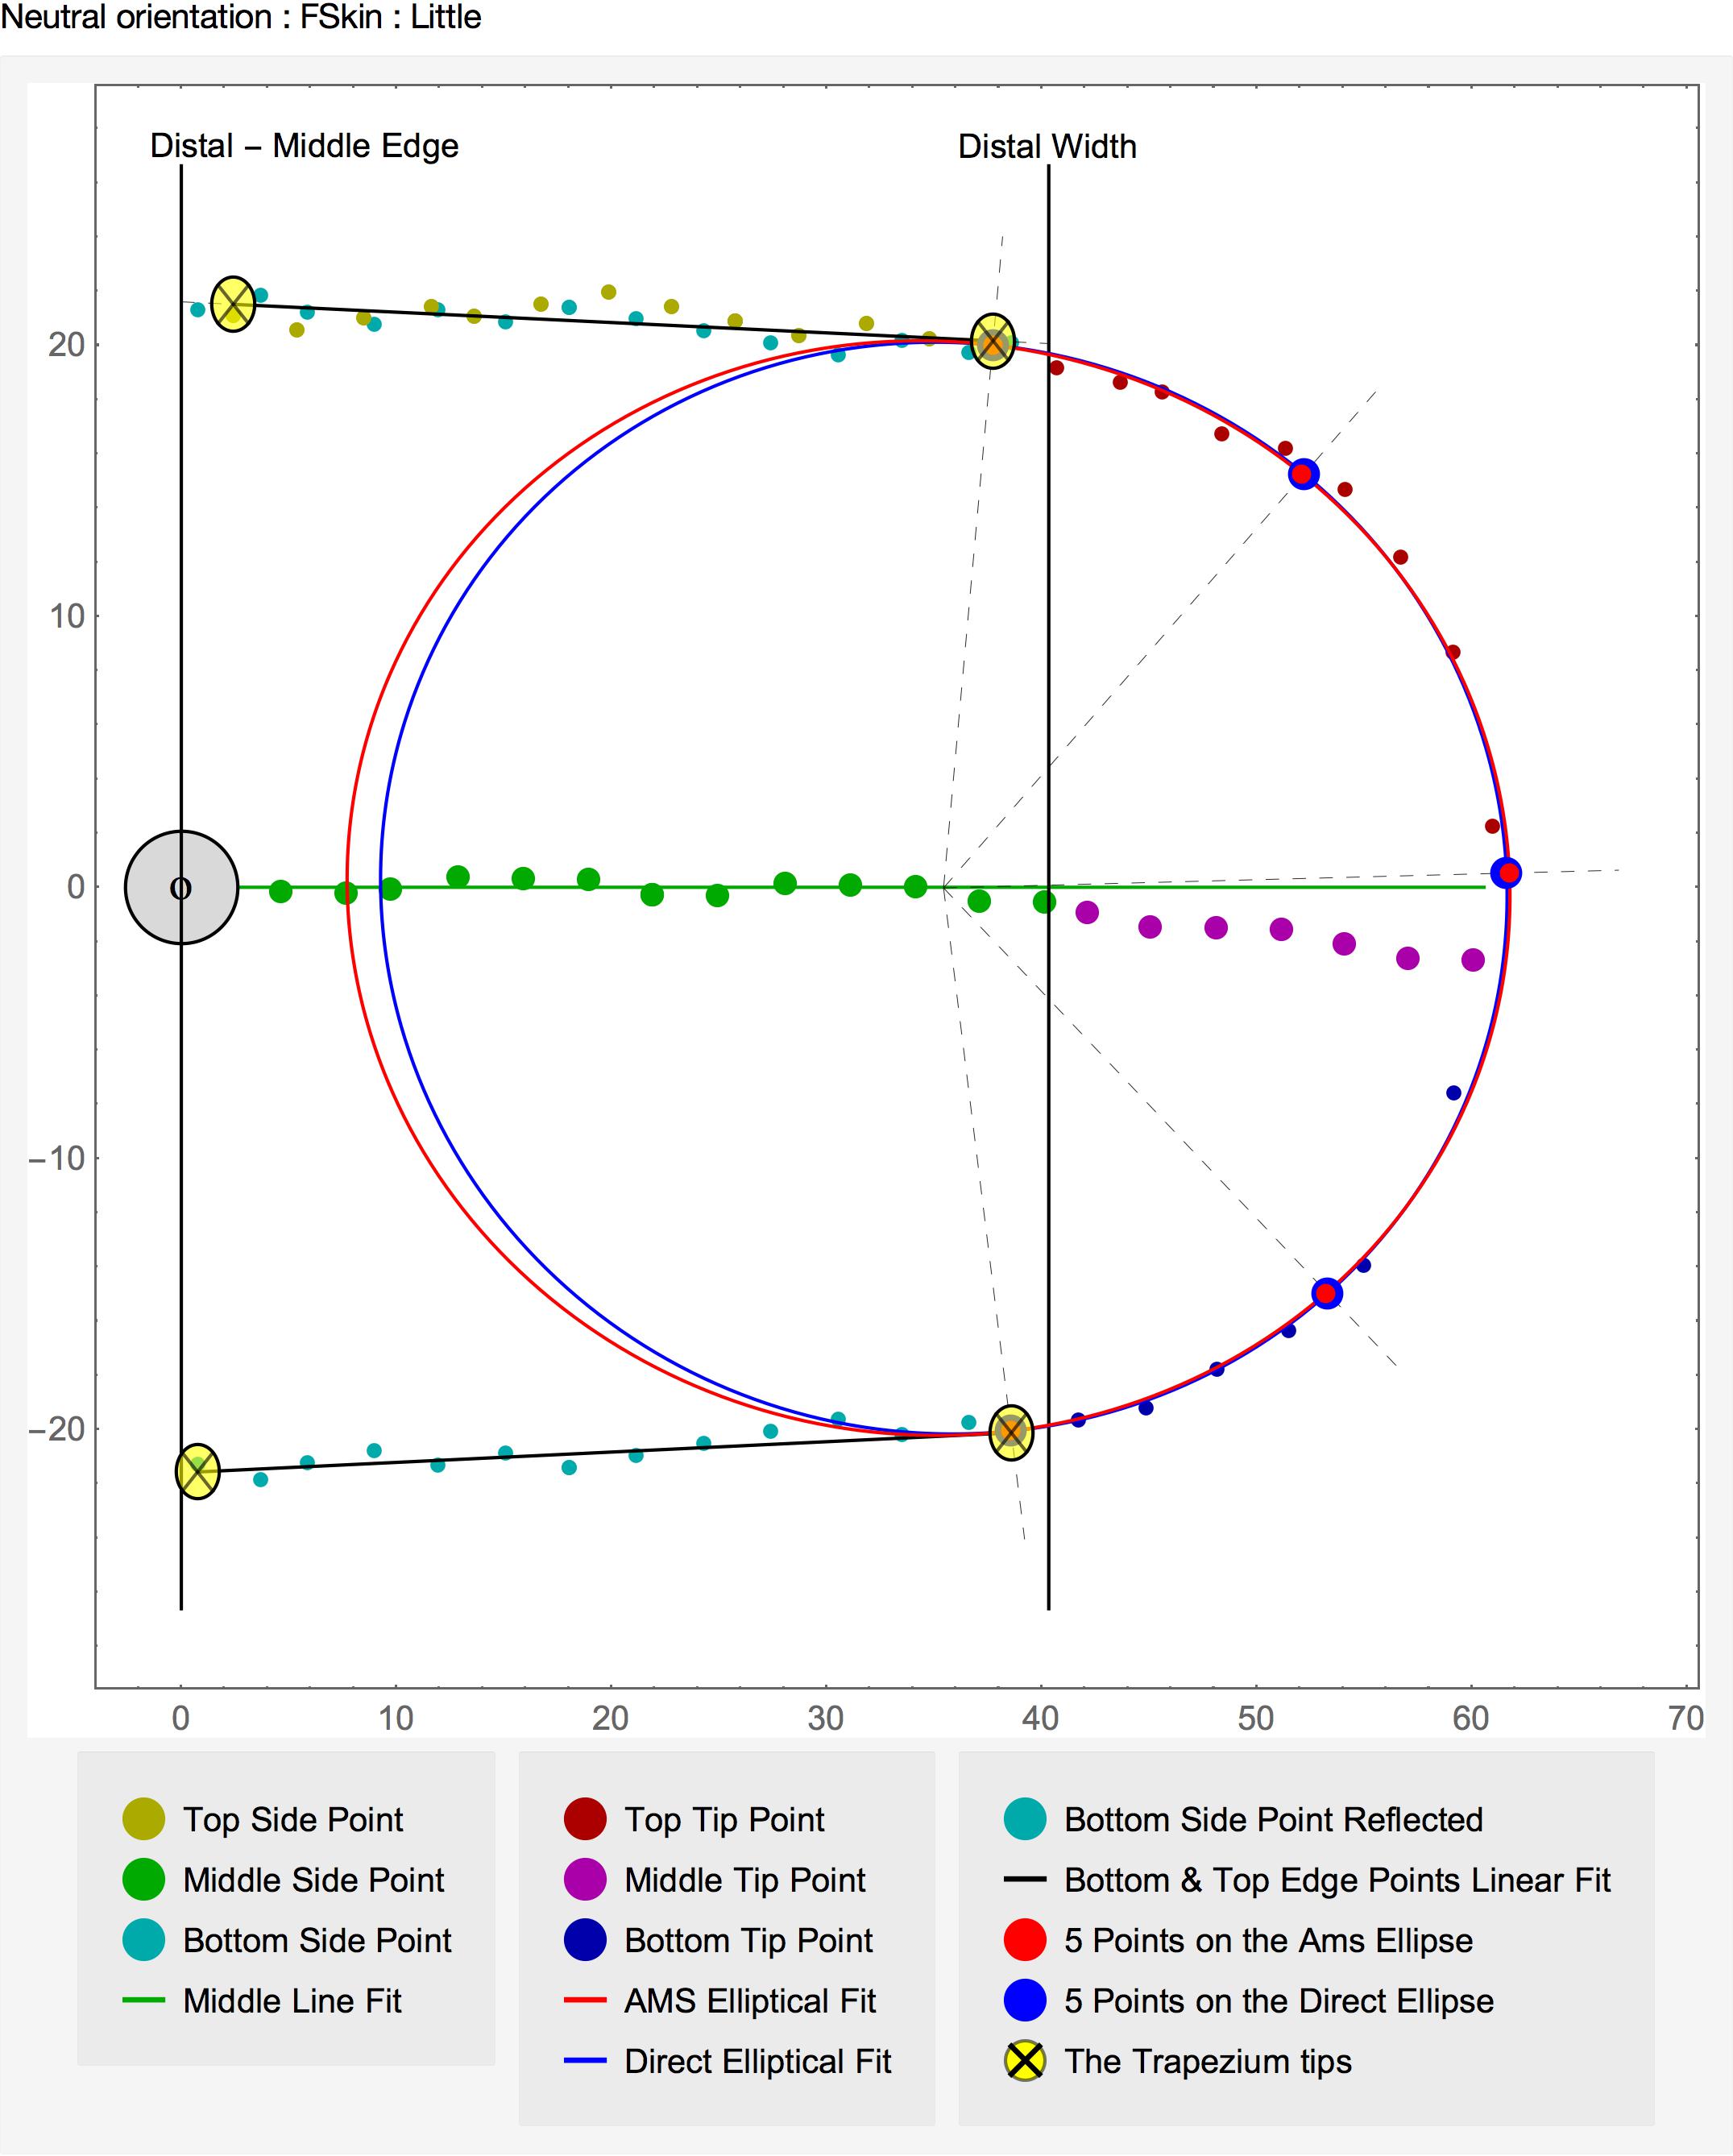 Neutral orientation : FSkin : Little
Distal – Middle Edge
Distal Width
20
10
0
−10
−20
O
0 10 20 30 40 50 60 70
Top Side Point
Middle Side Point
Bottom Side Point
Middle Line Fit
Top Tip Point
Middle Tip Point
Bottom Tip Point
AMS Elliptical Fit
Direct Elliptical Fit
Bottom Side Point Reflected
Bottom & Top Edge Points Linear Fit
5 Points on the Ams Ellipse
5 Points on the Direct Ellipse
The Trapezium tips